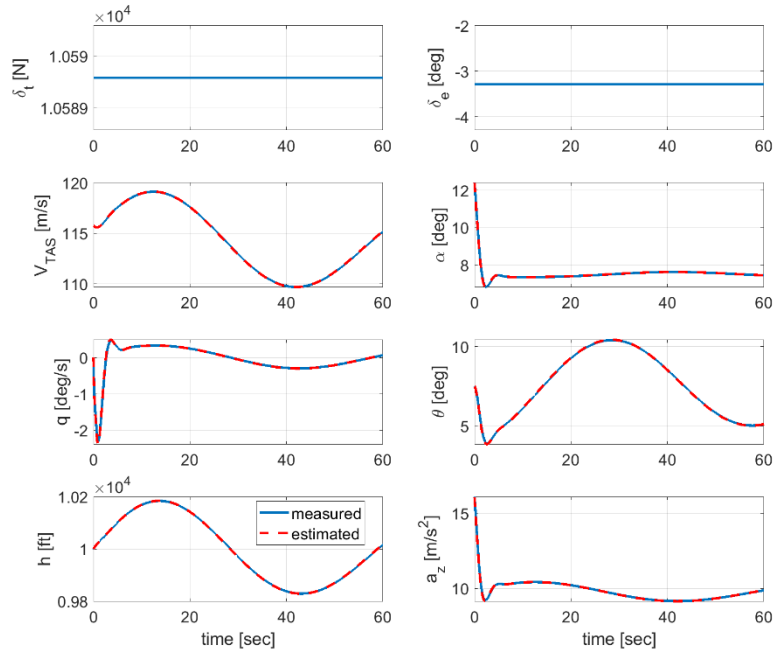 ×10⁴
1.059
1.0589
δₜ [N]
0 20 40 60
-2
-3
-4
δₑ [deg]
0 20 40 60
120
115
110
V_TAS [m/s]
0 20 40 60
12
10
8
α [deg]
0 20 40 60
0
-1
-2
q [deg/s]
0 20 40 60
10
5
θ [deg]
0 20 40 60
×10⁴
1.02
1
0.98
h [ft]
measured
estimated
0 20 40 60
time [sec]
15
10
a_z [m/s²]
0 20 40 60
time [sec]